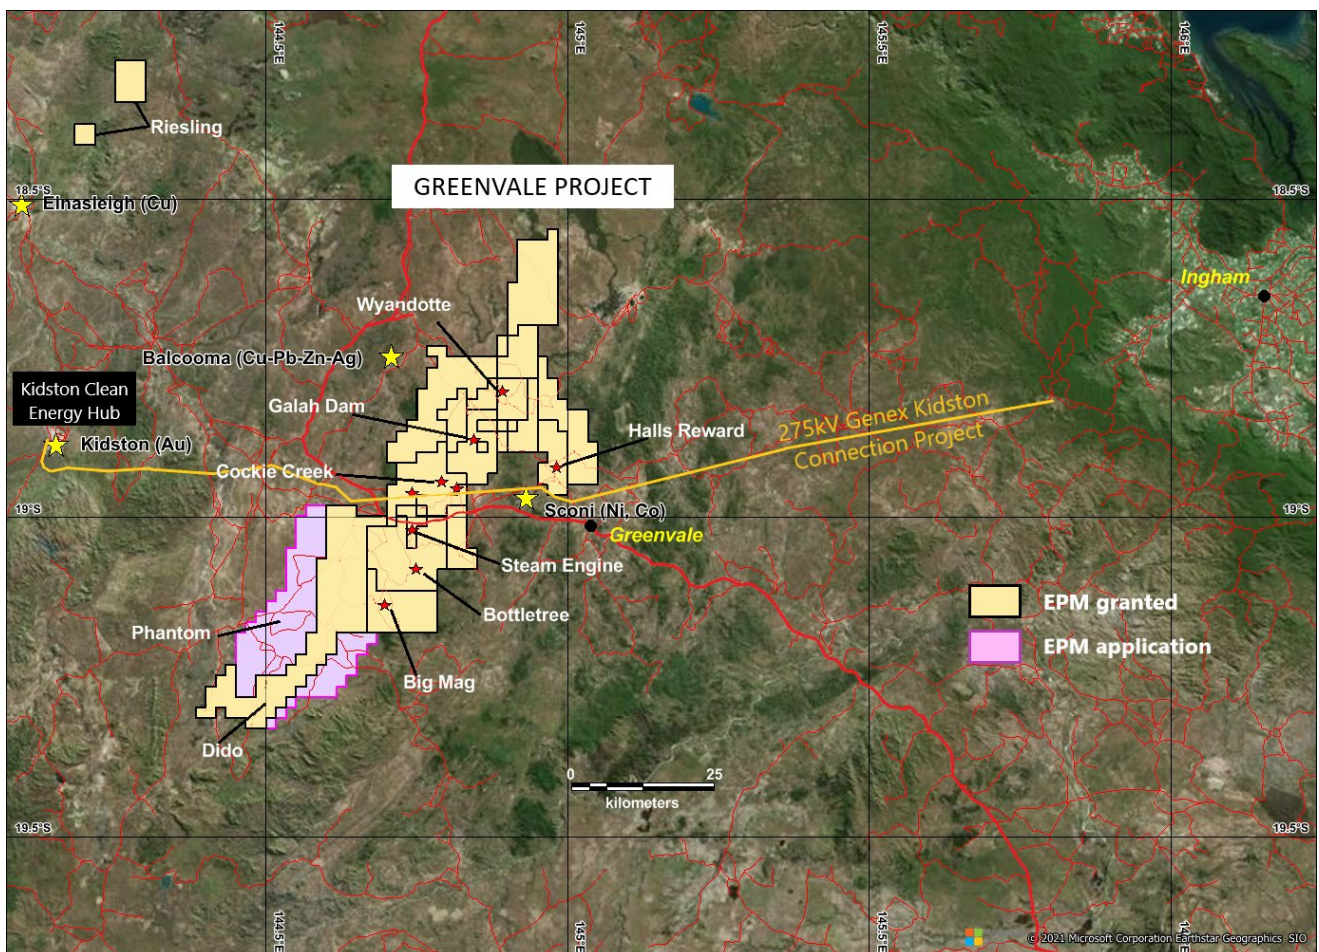 144.5°E
145°E
145.5°E
146°E
Riesling
18.5°S
18.5°S
GREENVALE PROJECT
Einasleigh (Cu)
Ingham
Wyandotte
Balcooma (Cu-Pb-Zn-Ag)
Kidston Clean
Energy Hub
Galah Dam
275kV Genex Kidston
Connection Project
Halls Reward
Kidston (Au)
Cockie Creek
19°S
Sconi (Ni, Co)
19°S
Greenvale
Steam Engine
EPM granted
Bottletree
Phantom
EPM application
Big Mag
Dido
0 25
kilometers
19.5°S
19.5°S
144.5°E
145°E
145.5°E
146°E
© 2021 Microsoft Corporation Earthstar Geographics SIO